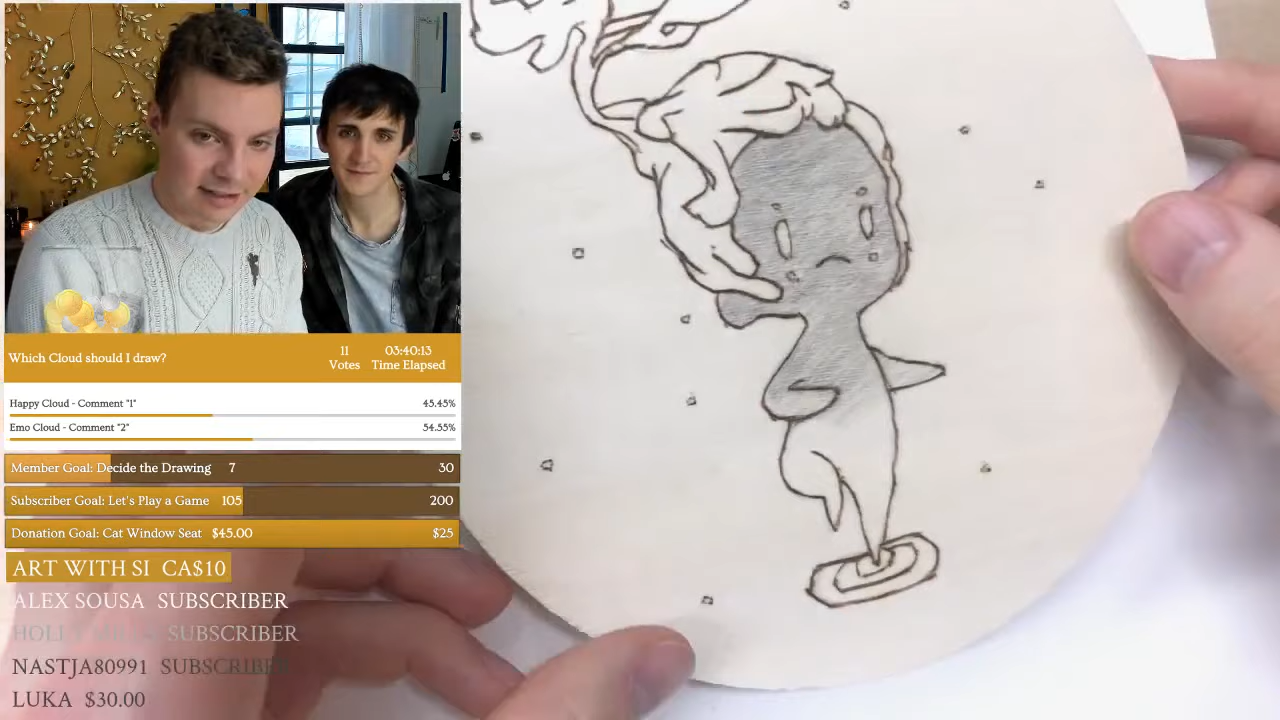 Which Cloud should I draw?
11
Votes
03:40:13
Time Elapsed
Happy Cloud - Comment "1" 45.45%
Emo Cloud - Comment "2" 54.55%
Member Goal: Decide the Drawing 7 30
Subscriber Goal: Let's Play a Game 105 200
Donation Goal: Cat Window Seat $45.00 $25
ART WITH SI CA$10
ALEX SOUSA SUBSCRIBER
HOLLY SUBSCRIBER
NASTJA80991 SUBSCRIBER
LUKA $30.00